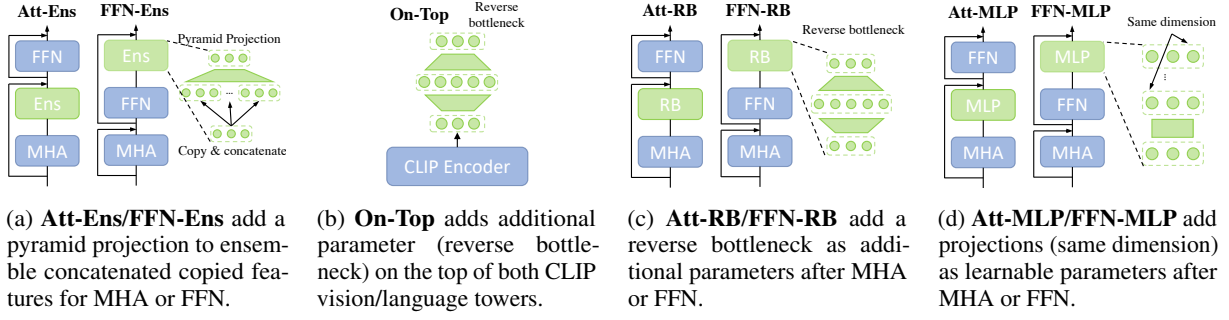 Att-Ens FFN-Ens
FFN
Ens
MHA
Ens
FFN
MHA
Pyramid Projection
...
Copy & concatenate
On-Top
Reverse
bottleneck
CLIP Encoder
Att-RB FFN-RB
FFN
RB
MHA
RB
FFN
MHA
Reverse bottleneck
Att-MLP FFN-MLP
FFN
MLP
MHA
MLP
FFN
MHA
Same dimension
...
(a) Att-Ens/FFN-Ens add a
pyramid projection to ensem-
ble concatenated copied fea-
tures for MHA or FFN.
(b) On-Top adds additional
parameter (reverse bottle-
neck) on the top of both CLIP
vision/language towers.
(c) Att-RB/FFN-RB add a
reverse bottleneck as addi-
tional parameters after MHA
or FFN.
(d) Att-MLP/FFN-MLP add
projections (same dimension)
as learnable parameters after
MHA or FFN.